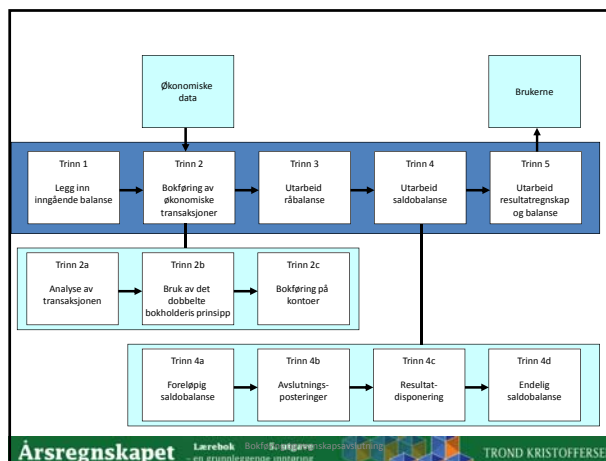 Økonomiske
data
Brukerne
Trinn 1
Legg inn
inngående balanse
Trinn 2
Bokføring av
økonomiske
transaksjoner
Trinn 3
Utarbeid
råbalanse
Trinn 4
Utarbeid
saldobalanse
Trinn 5
Utarbeid
resultatregnskap
og balanse
Trinn 2a
Analyse av
transaksjonen
Trinn 2b
Bruk av det
dobbelte
bokholderis prinsipp
Trinn 2c
Bokføring på
kontoer
Trinn 4a
Foreløpig
saldobalanse
Trinn 4b
Avslutnings-
posteringer
Trinn 4c
Resultat-
disponering
Trinn 4d
Endelig
saldobalanse
Årsregnskapet
Lærebok 5. utgave
- en grunnleggende innføring
TROND KRISTOFFERSE